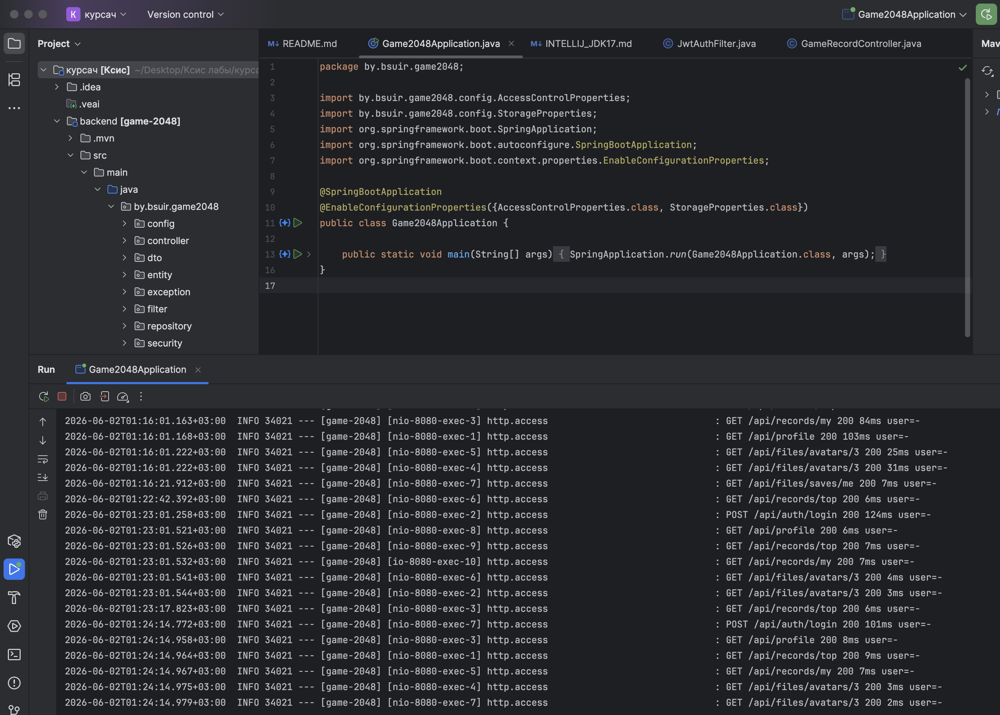 K курсач Version control Game2048Application
Project
README.md Game2048Application.java INTELLIJ_JDK17.md JwtAuthFilter.java GameRecordController.java
курсач [Ксис] ~/Desktop/Ксис лабы/курса
.idea
.veai
backend [game-2048]
.mvn
src
main
java
by.bsuir.game2048
config
controller
dto
entity
exception
filter
repository
security
1 package by.bsuir.game2048;
2
3 import by.bsuir.game2048.config.AccessControlProperties;
4 import by.bsuir.game2048.config.StorageProperties;
5 import org.springframework.boot.SpringApplication;
6 import org.springframework.boot.autoconfigure.SpringBootApplication;
7 import org.springframework.boot.context.properties.EnableConfigurationProperties;
8
9 @SpringBootApplication
10 @EnableConfigurationProperties({AccessControlProperties.class, StorageProperties.class})
11 public class Game2048Application {
12
13 public static void main(String[] args) { SpringApplication.run(Game2048Application.class, args); }
16 }
17
Run Game2048Application
2026-06-02T01:16:01.163+03:00 INFO 34021 --- [game-2048] [nio-8080-exec-3] http.access : GET /api/records/my 200 84ms user=-
2026-06-02T01:16:01.168+03:00 INFO 34021 --- [game-2048] [nio-8080-exec-1] http.access : GET /api/profile 200 103ms user=-
2026-06-02T01:16:01.222+03:00 INFO 34021 --- [game-2048] [nio-8080-exec-5] http.access : GET /api/files/avatars/3 200 25ms user=-
2026-06-02T01:16:01.222+03:00 INFO 34021 --- [game-2048] [nio-8080-exec-4] http.access : GET /api/files/avatars/3 200 31ms user=-
2026-06-02T01:16:21.912+03:00 INFO 34021 --- [game-2048] [nio-8080-exec-7] http.access : GET /api/files/saves/me 200 7ms user=-
2026-06-02T01:22:42.392+03:00 INFO 34021 --- [game-2048] [nio-8080-exec-6] http.access : GET /api/records/top 200 6ms user=-
2026-06-02T01:23:01.258+03:00 INFO 34021 --- [game-2048] [nio-8080-exec-2] http.access : POST /api/auth/login 200 124ms user=-
2026-06-02T01:23:01.521+03:00 INFO 34021 --- [game-2048] [nio-8080-exec-8] http.access : GET /api/profile 200 6ms user=-
2026-06-02T01:23:01.526+03:00 INFO 34021 --- [game-2048] [nio-8080-exec-9] http.access : GET /api/records/top 200 7ms user=-
2026-06-02T01:23:01.532+03:00 INFO 34021 --- [game-2048] [io-8080-exec-10] http.access : GET /api/records/my 200 7ms user=-
2026-06-02T01:23:01.541+03:00 INFO 34021 --- [game-2048] [nio-8080-exec-6] http.access : GET /api/files/avatars/3 200 4ms user=-
2026-06-02T01:23:01.544+03:00 INFO 34021 --- [game-2048] [nio-8080-exec-2] http.access : GET /api/files/avatars/3 200 3ms user=-
2026-06-02T01:23:17.823+03:00 INFO 34021 --- [game-2048] [nio-8080-exec-3] http.access : GET /api/records/top 200 6ms user=-
2026-06-02T01:24:14.772+03:00 INFO 34021 --- [game-2048] [nio-8080-exec-7] http.access : POST /api/auth/login 200 101ms user=-
2026-06-02T01:24:14.958+03:00 INFO 34021 --- [game-2048] [nio-8080-exec-3] http.access : GET /api/profile 200 8ms user=-
2026-06-02T01:24:14.964+03:00 INFO 34021 --- [game-2048] [nio-8080-exec-1] http.access : GET /api/records/top 200 9ms user=-
2026-06-02T01:24:14.967+03:00 INFO 34021 --- [game-2048] [nio-8080-exec-5] http.access : GET /api/records/my 200 7ms user=-
2026-06-02T01:24:14.975+03:00 INFO 34021 --- [game-2048] [nio-8080-exec-4] http.access : GET /api/files/avatars/3 200 3ms user=-
2026-06-02T01:24:14.979+03:00 INFO 34021 --- [game-2048] [nio-8080-exec-7] http.access : GET /api/files/avatars/3 200 2ms user=-